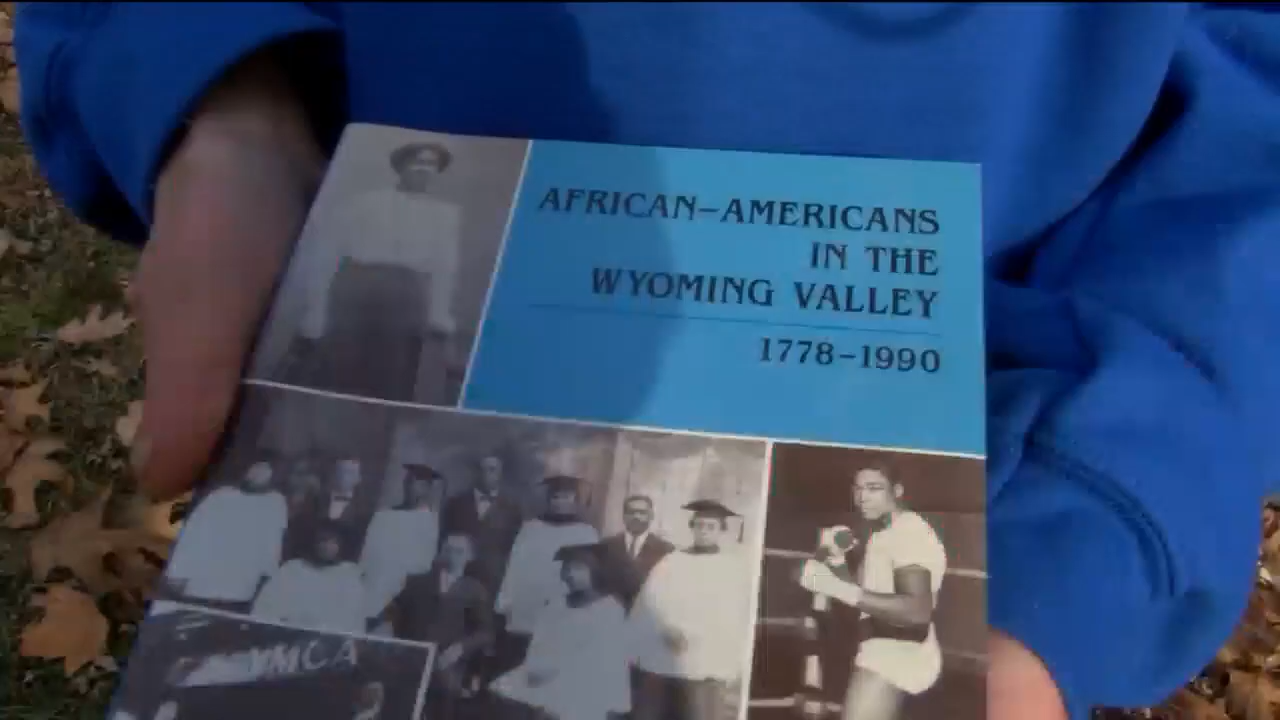 AFRICAN-AMERICANS
IN THE
WYOMING VALLEY
1778-1990
YMCA